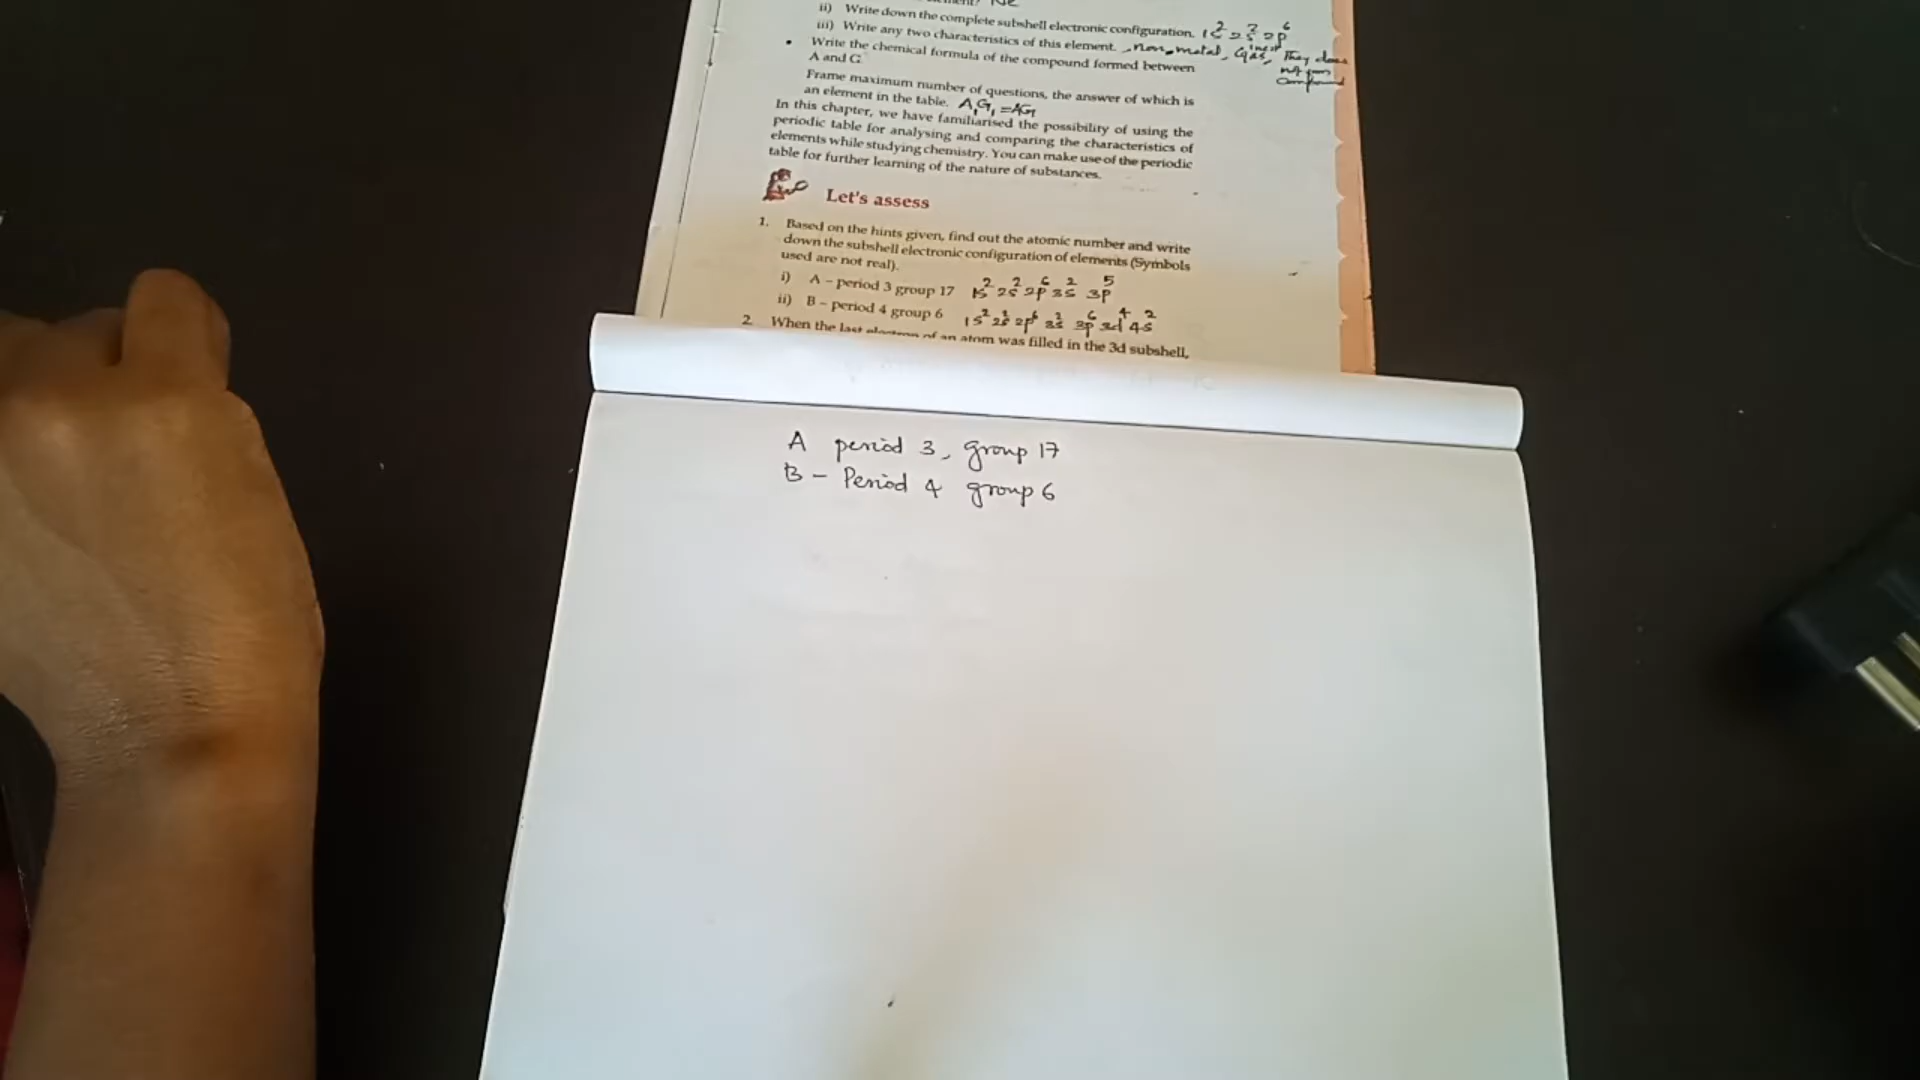 Ne
ii) Write down the complete subshell electronic configuration. 1s² 2s² 2p⁶
iii) Write any two characteristics of this element. non metal, Gas, inert They does not form compound
• Write the chemical formula of the compound formed between
A and G.
Frame maximum number of questions, the answer of which is
an element in the table. A₁G₁ = AG
In this chapter, we have familiarised the possibility of using the
periodic table for analysing and comparing the characteristics of
elements while studying chemistry. You can make use of the periodic
table for further learning of the nature of substances.
Let's assess
1. Based on the hints given, find out the atomic number and write
down the subshell electronic configuration of elements (Symbols
used are not real).
i) A – period 3 group 17 1s² 2s² 2p⁶ 3s² 3p⁵
ii) B – period 4 group 6 1s² 2s² 2p⁶ 3s² 3p⁶ 3d⁴ 4s²
2. When the last electron of an atom was filled in the 3d subshell,
A period 3, group 17
B – Period 4 group 6